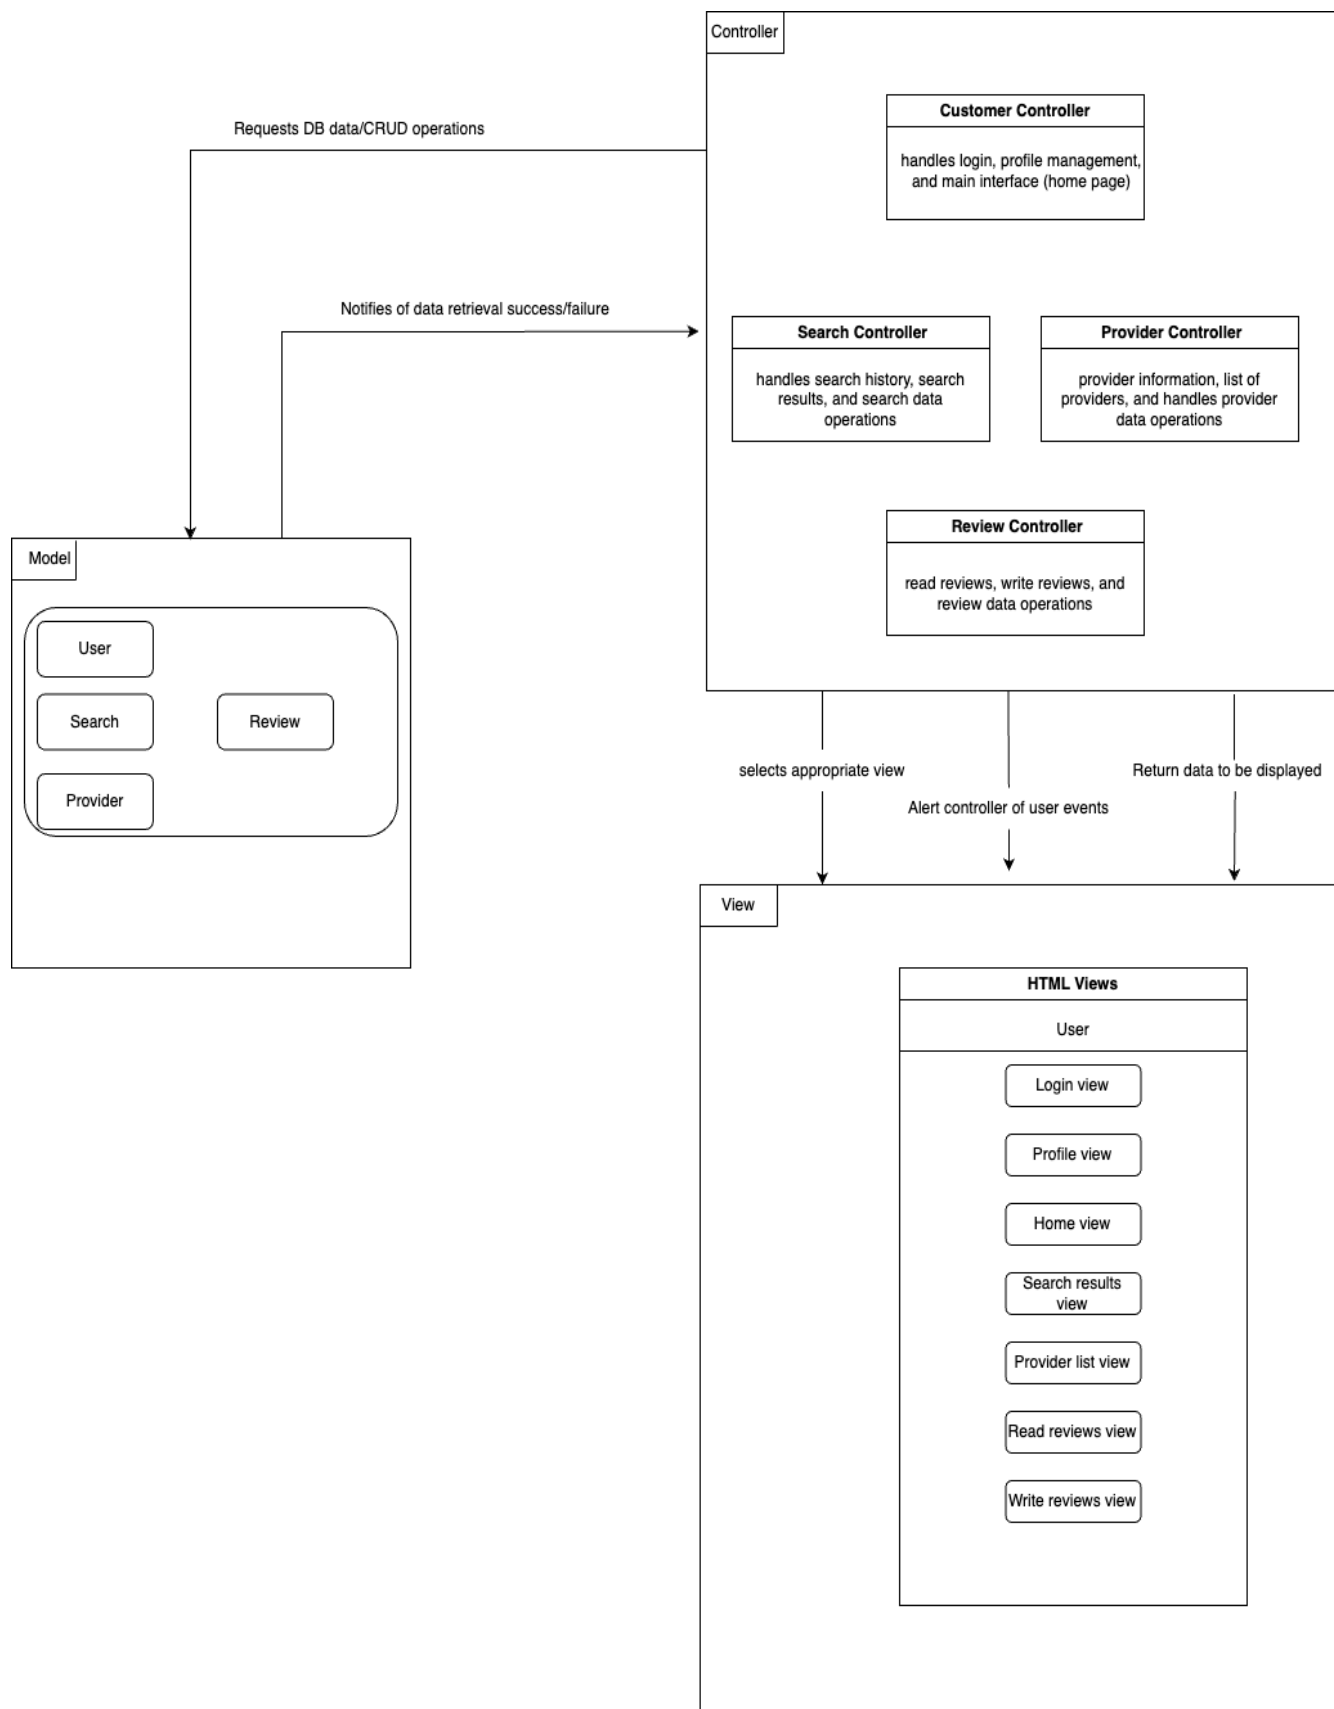 Controller
Customer Controller
handles login, profile management,
and main interface (home page)
Requests DB data/CRUD operations
Notifies of data retrieval success/failure
Search Controller
handles search history, search
results, and search data
operations
Provider Controller
provider information, list of
providers, and handles provider
data operations
Review Controller
read reviews, write reviews, and
review data operations
Model
User
Search
Review
Provider
selects appropriate view
Alert controller of user events
Return data to be displayed
View
HTML Views
User
Login view
Profile view
Home view
Search results
view
Provider list view
Read reviews view
Write reviews view